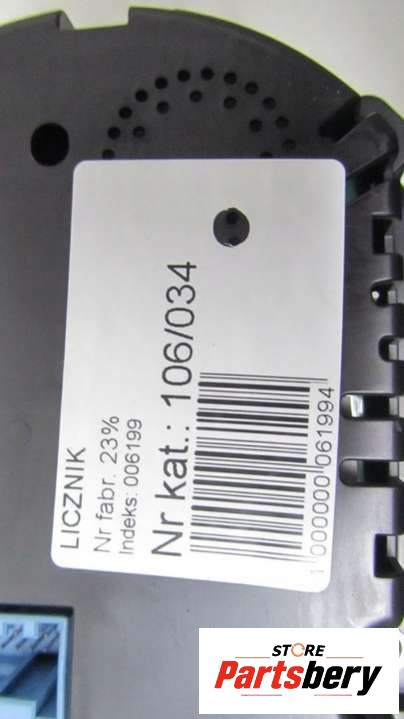 LICZNIK
Nr fabr. 23%
Indeks: 006199
Nr kat.: 106/034
1000000061994
STORE
Partsbery